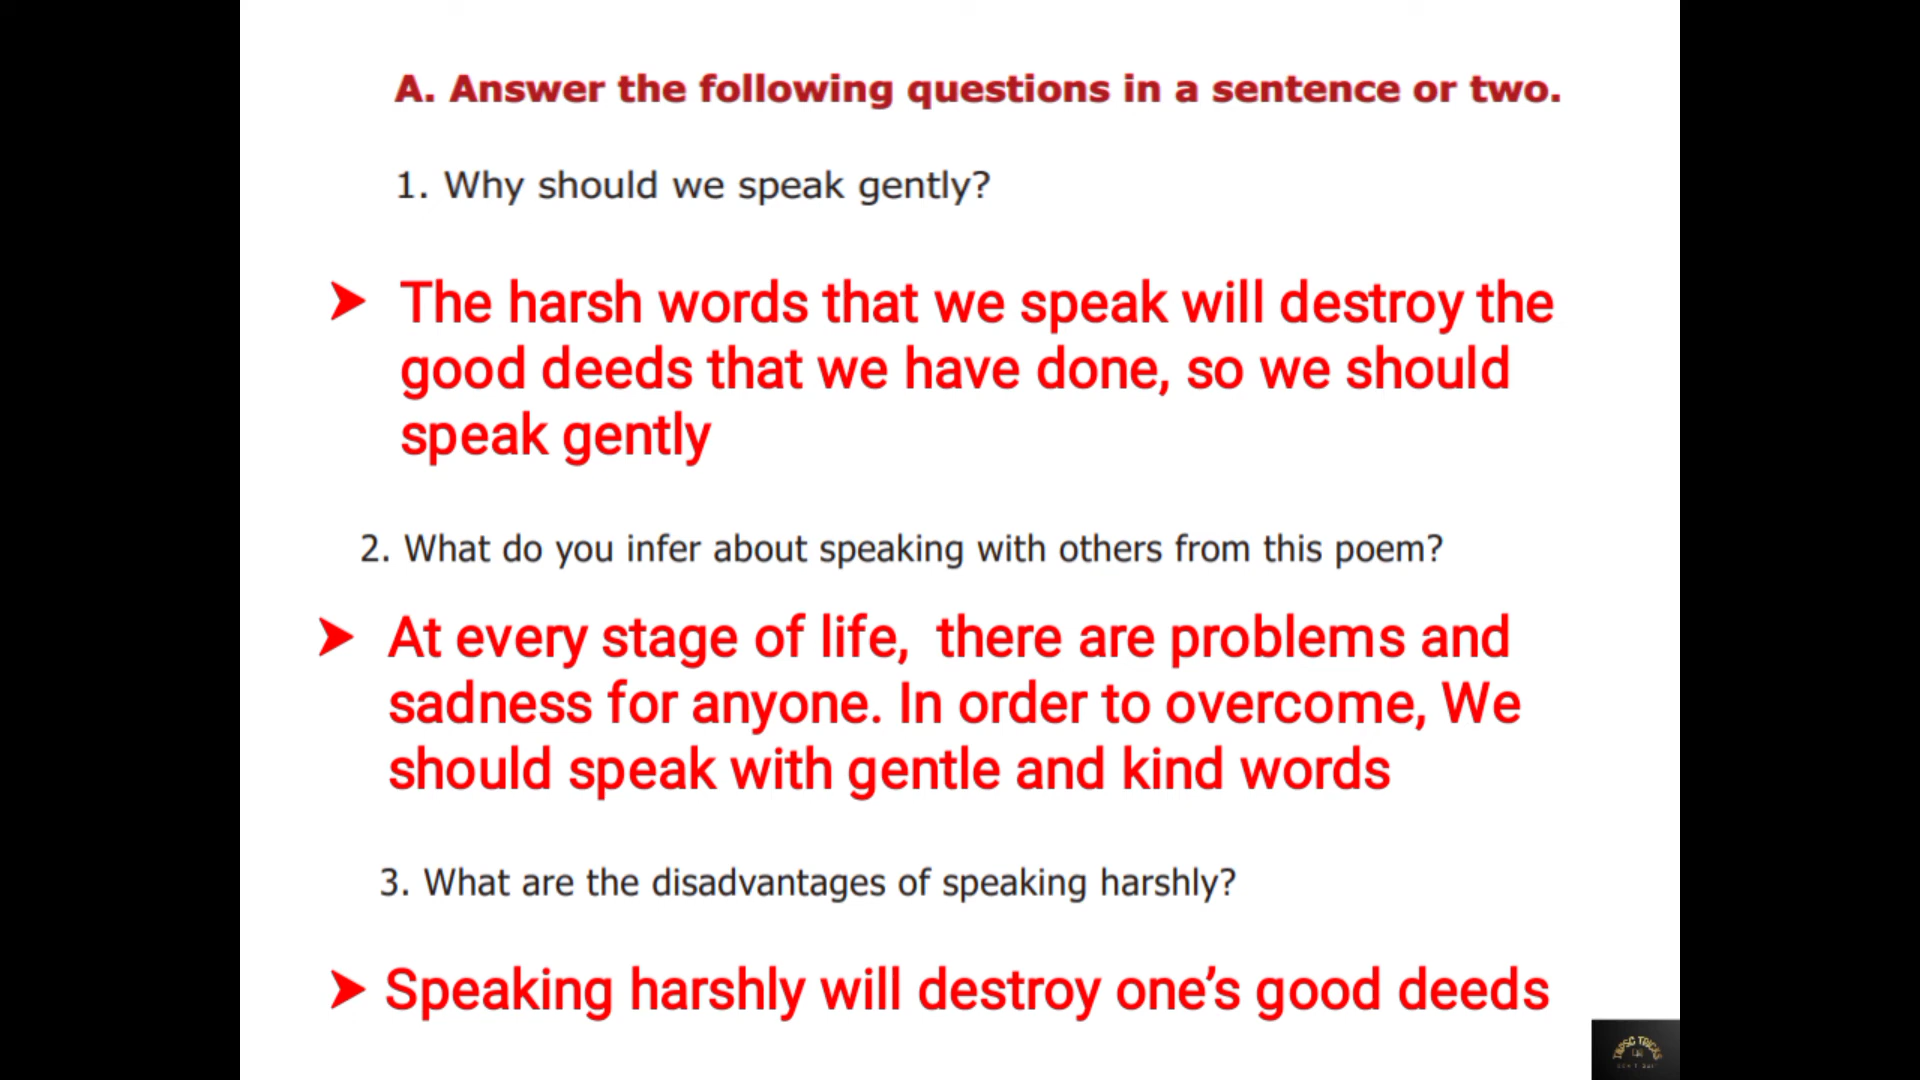 A. Answer the following questions in a sentence or two.
1. Why should we speak gently?
➤ The harsh words that we speak will destroy the
good deeds that we have done, so we should
speak gently
2. What do you infer about speaking with others from this poem?
➤ At every stage of life, there are problems and
sadness for anyone. In order to overcome, We
should speak with gentle and kind words
3. What are the disadvantages of speaking harshly?
➤ Speaking harshly will destroy one’s good deeds
TNPSC TRICKS